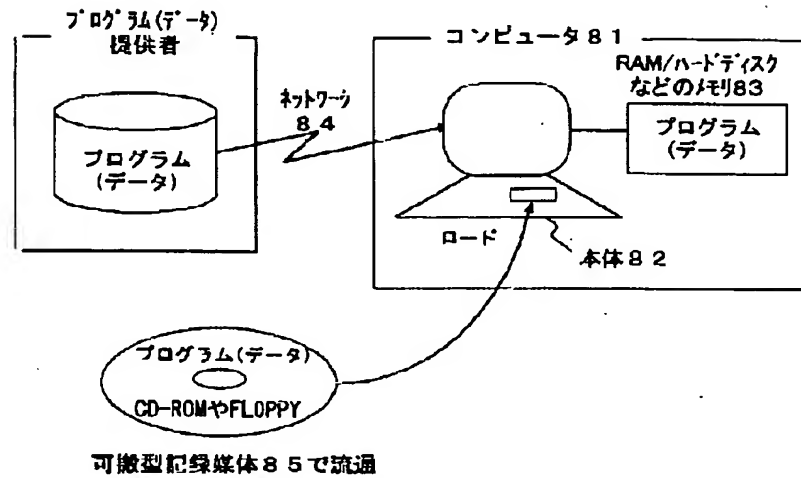 プログラム(データ)
提供者
プログラム
(データ)
ネットワーク
84
コンピュータ81
RAM/ハードディスク
などのメモリ83
プログラム
(データ)
ロード
本体82
プログラム(データ)
CD-ROMやFLOPPY
可搬型記録媒体85で流通